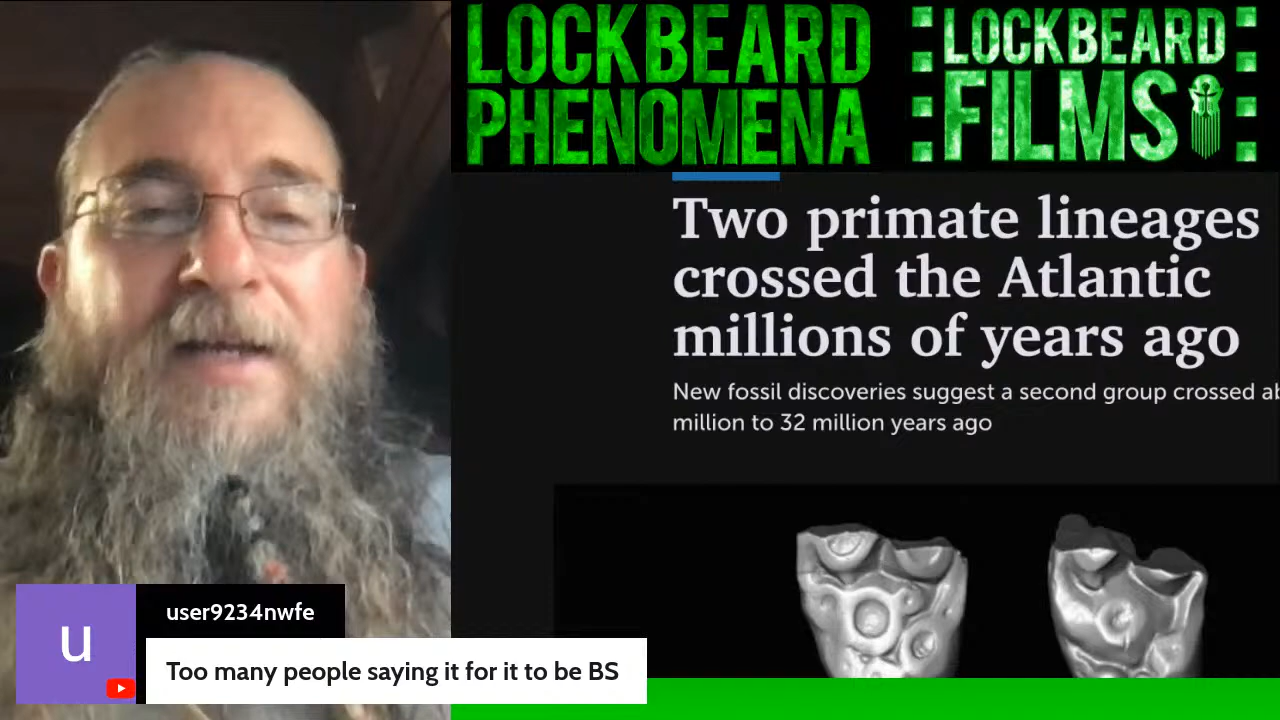 LOCKBEARD
PHENOMENA
LOCKBEARD
FILMS
Two primate lineages
crossed the Atlantic
millions of years ago
New fossil discoveries suggest a second group crossed
million to 32 million years ago
u
user9234nwfe
Too many people saying it for it to be BS